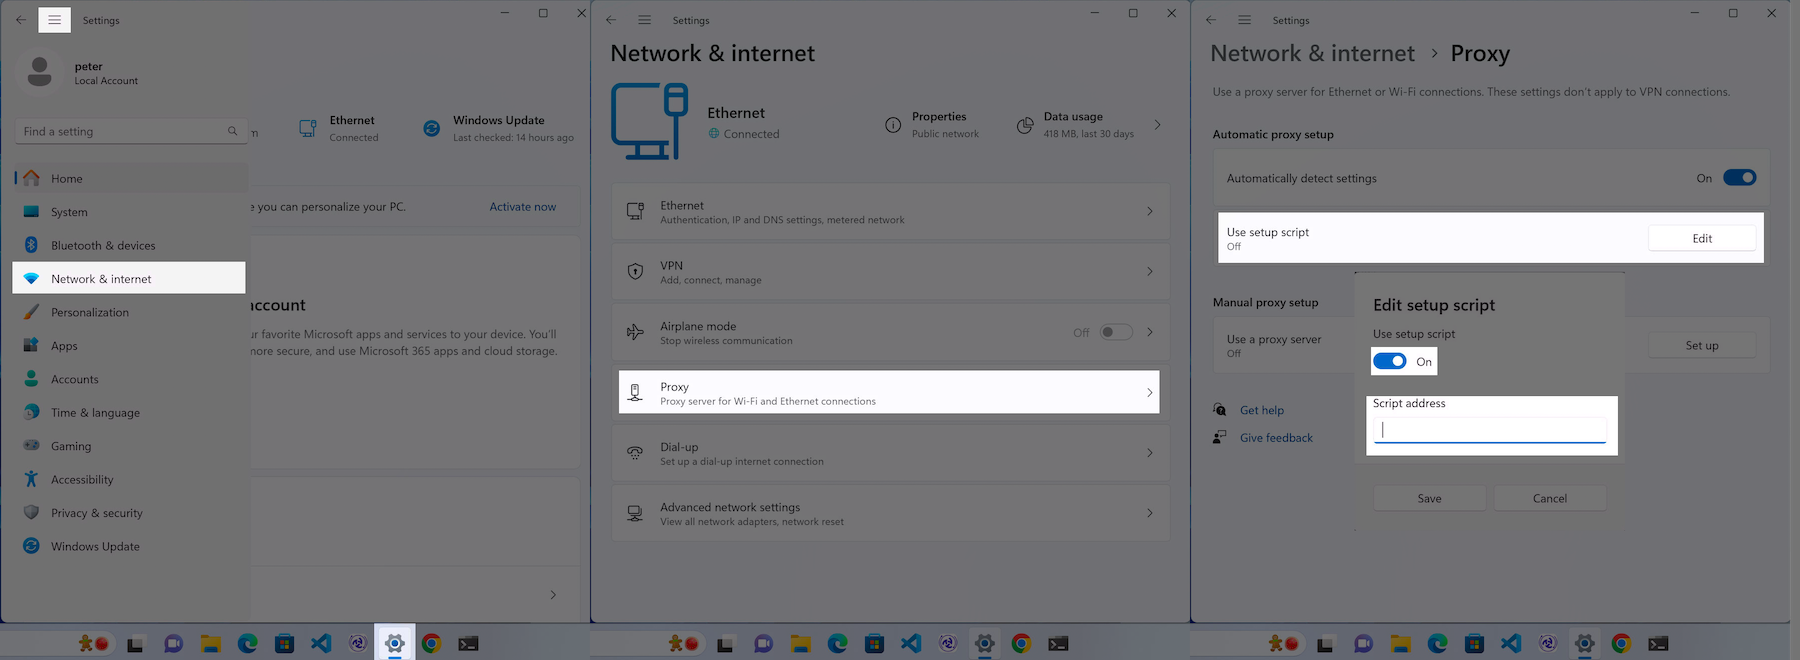 Settings
peter
Local Account
Find a setting
Ethernet
Connected
Windows Update
Last checked: 14 hours ago
Home
System
Bluetooth & devices
Network & internet
Personalization
Apps
Accounts
Time & language
Gaming
Accessibility
Privacy & security
Windows Update
you can personalize your PC.
Activate now
account
favorite Microsoft apps and services to your device. You'll
more secure, and use Microsoft 365 apps and cloud storage.
Settings
Network & internet
Ethernet
Connected
Properties
Public network
Data usage
418 MB, last 30 days
Ethernet
Authentication, IP and DNS settings, metered network
VPN
Add, connect, manage
Airplane mode
Stop wireless communication
Off
Proxy
Proxy server for Wi-Fi and Ethernet connections
Dial-up
Set up a dial-up internet connection
Advanced network settings
View all network adapters, network reset
Settings
Network & internet › Proxy
Use a proxy server for Ethernet or Wi-Fi connections. These settings don't apply to VPN connections.
Automatic proxy setup
Automatically detect settings
On
Use setup script
Off
Edit
Manual proxy setup
Use a proxy server
Off
Set up
Get help
Give feedback
Edit setup script
Use setup script
On
Script address
Save
Cancel